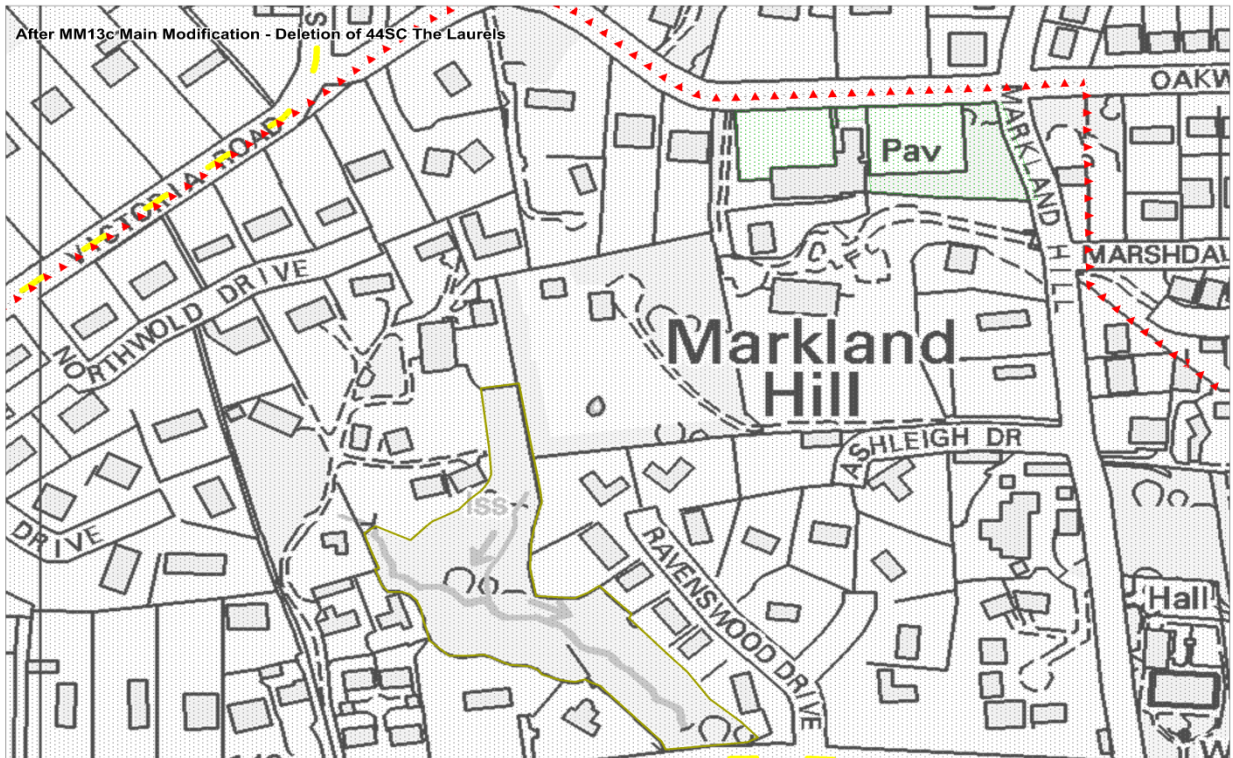 After MM13c Main Modification - Deletion of 44SC The Laurels
OAKW
VICTORIA ROAD
MARKLAND HILL
Pav
MARSHDAL
NORTHWOLD DRIVE
Markland
Hill
ASHLEIGH DR
Iss
DRIVE
RAVENSWOOD DRIVE
Hall
W